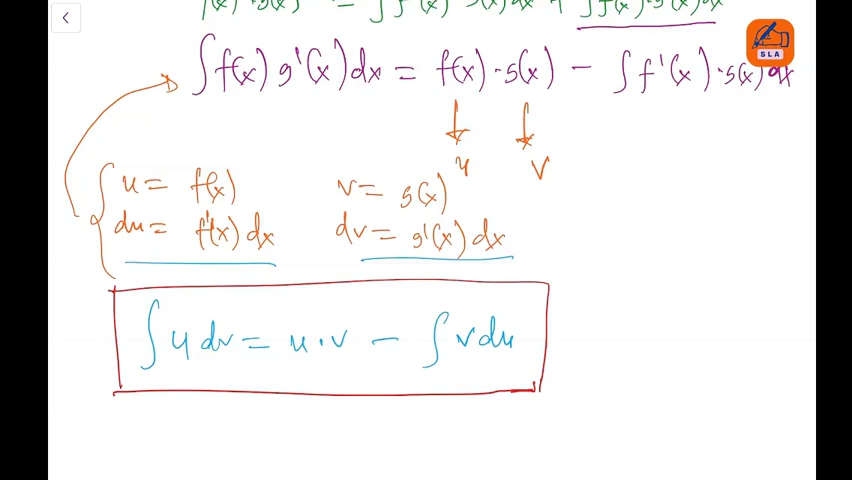 ∫ f(x) g'(x) dx = f(x) · g(x) − ∫ f'(x) · g(x) dx
SLA
u v
u = f(x) v = g(x)
du = f'(x) dx dv = g'(x) dx
∫ u dv = u · v − ∫ v du